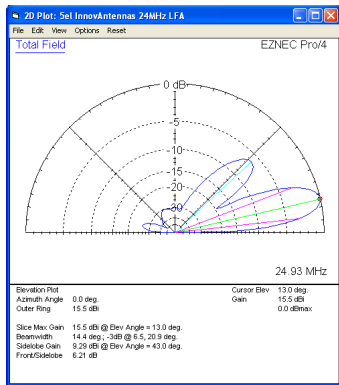 2D Plot: 5el InnovAntennas 24MHz LFA
File Edit View Options Reset
Total Field
EZNEC Pro/4
0 dB
-5
-10
-15
-20
-30
24.93 MHz
Elevation Plot
Azimuth Angle 0.0 deg.
Outer Ring 15.5 dBi
Cursor Elev 13.0 deg.
Gain 15.5 dBi
0.0 dBmax
Slice Max Gain 15.5 dBi @ Elev Angle = 13.0 deg.
Beamwidth 14.4 deg.; -3dB @ 6.5, 20.9 deg.
Sidelobe Gain 9.29 dBi @ Elev Angle = 43.0 deg.
Front/Sidelobe 6.21 dB